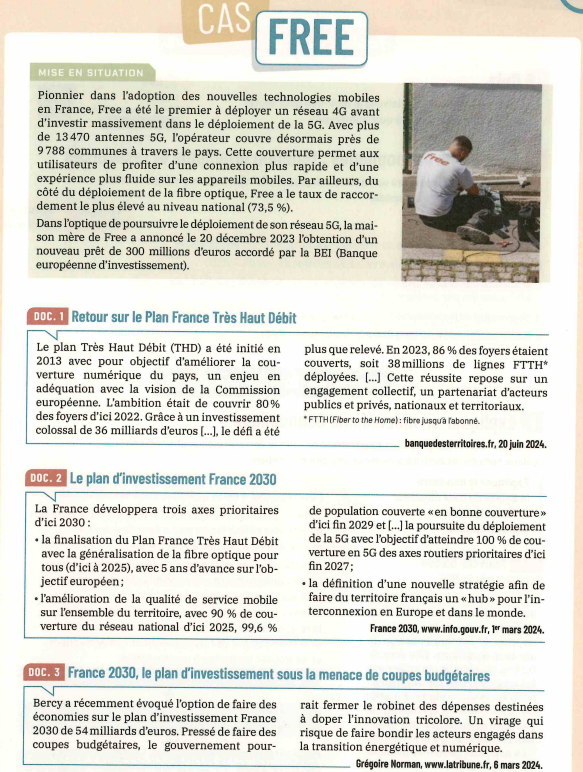 CAS
FREE
MISE EN SITUATION
Pionnier dans l'adoption des nouvelles technologies mobiles
en France, Free a été le premier à déployer un réseau 4G avant
d'investir massivement dans le déploiement de la 5G. Avec plus
de 13 470 antennes 5G, l'opérateur couvre désormais près de
9 788 communes à travers le pays. Cette couverture permet aux
utilisateurs de profiter d'une connexion plus rapide et d'une
expérience plus fluide sur les appareils mobiles. Par ailleurs, du
côté du déploiement de la fibre optique, Free a le taux de raccor-
dement le plus élevé au niveau national (73,5 %).
Dans l'optique de poursuivre le déploiement de son réseau 5G, la mai-
son mère de Free a annoncé le 20 décembre 2023 l'obtention d'un
nouveau prêt de 300 millions d'euros accordé par la BEI (Banque
européenne d'investissement).
Free
DOC. 1 Retour sur le Plan France Très Haut Débit
Le plan Très Haut Débit (THD) a été initié en
2013 avec pour objectif d'améliorer la cou-
verture numérique du pays, un enjeu en
adéquation avec la vision de la Commission
européenne. L'ambition était de couvrir 80 %
des foyers d'ici 2022. Grâce à un investissement
colossal de 36 milliards d'euros [...], le défi a été
plus que relevé. En 2023, 86 % des foyers étaient
couverts, soit 38 millions de lignes FTTH*
déployées. [...] Cette réussite repose sur un
engagement collectif, un partenariat d'acteurs
publics et privés, nationaux et territoriaux.
* FTTH (Fiber to the Home) : fibre jusqu'à l'abonné.
banquedesterritoires.fr, 20 juin 2024.
DOC. 2 Le plan d'investissement France 2030
La France développera trois axes prioritaires
d'ici 2030 :
• la finalisation du Plan France Très Haut Débit
avec la généralisation de la fibre optique pour
tous (d'ici à 2025), avec 5 ans d'avance sur l'ob-
jectif européen ;
• l'amélioration de la qualité de service mobile
sur l'ensemble du territoire, avec 90 % de cou-
verture du réseau national d'ici 2025, 99,6 %
de population couverte « en bonne couverture »
d'ici fin 2029 et [...] la poursuite du déploiement
de la 5G avec l'objectif d'atteindre 100 % de cou-
verture en 5G des axes routiers prioritaires d'ici
fin 2027 ;
• la définition d'une nouvelle stratégie afin de
faire du territoire français un « hub » pour l'in-
terconnexion en Europe et dans le monde.
France 2030, www.info.gouv.fr, 1er mars 2024.
DOC. 3 France 2030, le plan d'investissement sous la menace de coupes budgétaires
Bercy a récemment évoqué l'option de faire des
économies sur le plan d'investissement France
2030 de 54 milliards d'euros. Pressé de faire des
coupes budgétaires, le gouvernement pour-
rait fermer le robinet des dépenses destinées
à doper l'innovation tricolore. Un virage qui
risque de faire bondir les acteurs engagés dans
la transition énergétique et numérique.
Grégoire Norman, www.latribune.fr, 6 mars 2024.